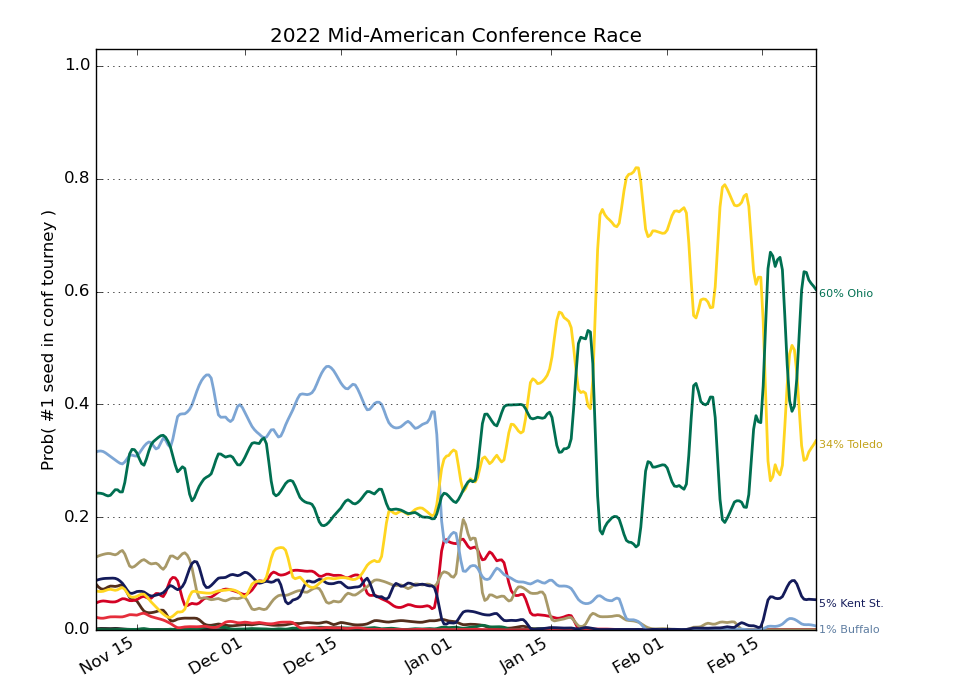 2022 Mid-American Conference Race
Prob( #1 seed in conf tourney )
1.0
0.8
0.6
0.4
0.2
0.0
Nov 15
Dec 01
Dec 15
Jan 01
Jan 15
Feb 01
Feb 15
60% Ohio
34% Toledo
5% Kent St.
1% Buffalo